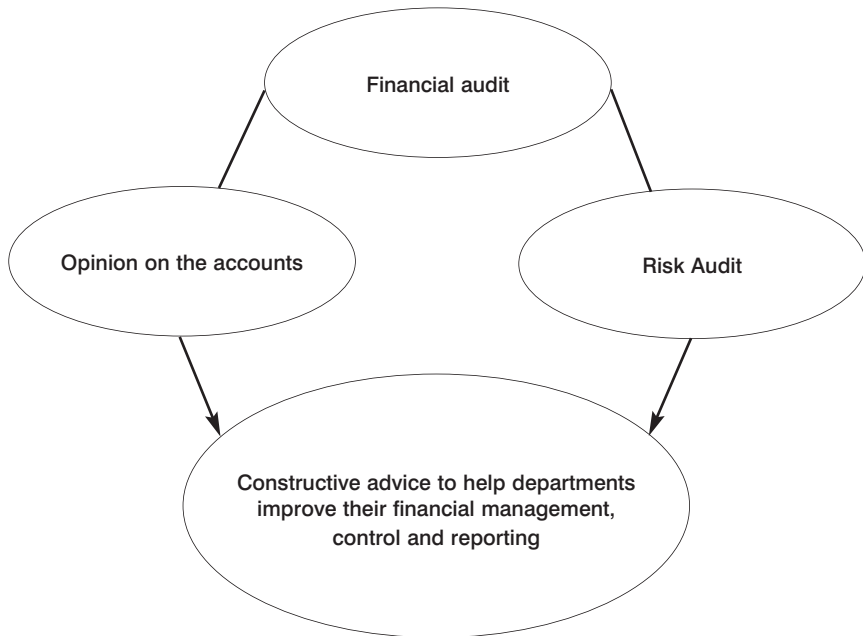 Financial audit
Opinion on the accounts
Risk Audit
Constructive advice to help departments
improve their financial management,
control and reporting